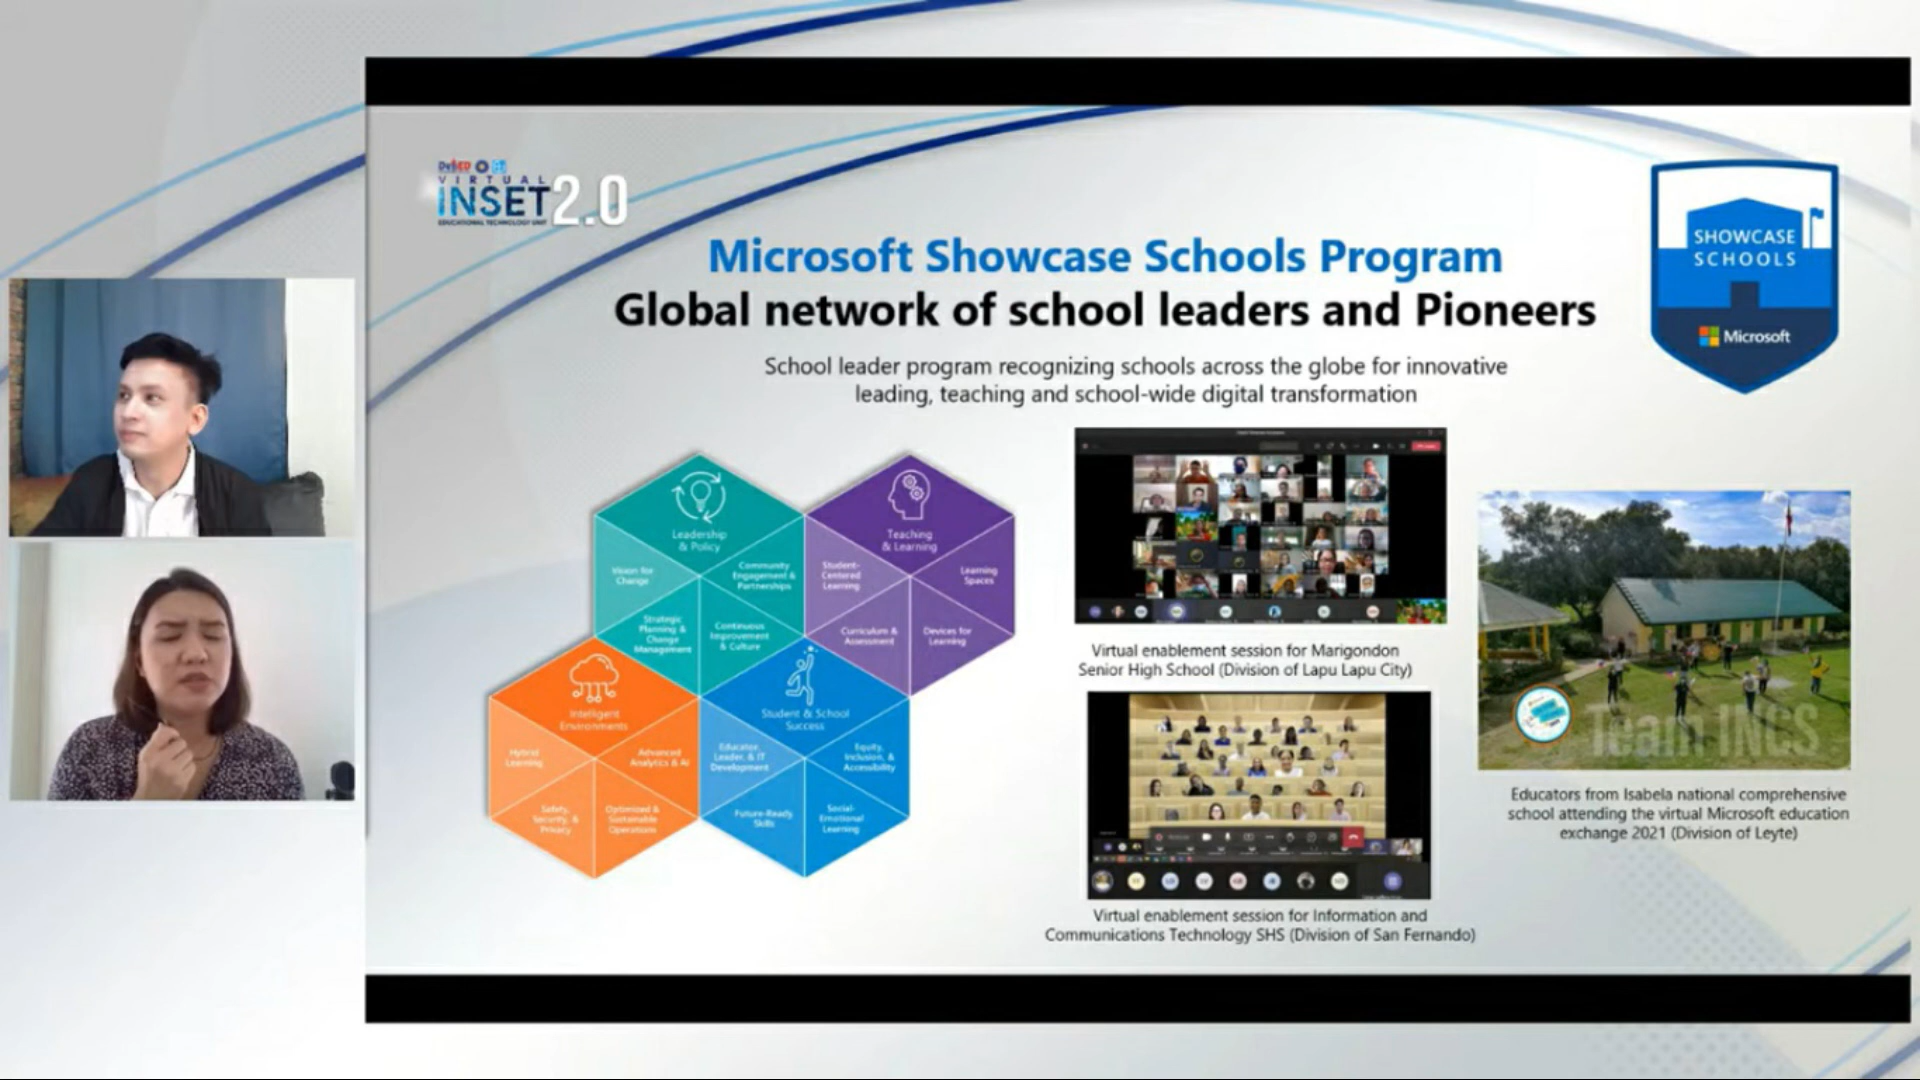 DepED
VIRTUAL
INSET 2.0
EDUCATIONAL TECHNOLOGY UNIT
Microsoft Showcase Schools Program
Global network of school leaders and Pioneers
School leader program recognizing schools across the globe for innovative
leading, teaching and school-wide digital transformation
SHOWCASE
SCHOOLS
Microsoft
Leadership
& Policy
Vision for
Change
Community
Engagement &
Partnerships
Strategic
Planning &
Change
Management
Continuous
Improvement
& Culture
Teaching
& Learning
Student-
Centered
Learning
Learning
Spaces
Curriculum &
Assessment
Devices for
Learning
Intelligent
Environments
Hybrid
Learning
Advanced
Analytics & AI
Safety,
Security, &
Privacy
Optimized &
Sustainable
Operations
Student & School
Success
Educator,
Leader, & IT
Development
Equity,
Inclusion, &
Accessibility
Future-Ready
Skills
Social-
Emotional
Learning
Virtual enablement session for Marigondon
Senior High School (Division of Lapu Lapu City)
Virtual enablement session for Information and
Communications Technology SHS (Division of San Fernando)
Team INCS
Educators from Isabela national comprehensive
school attending the virtual Microsoft education
exchange 2021 (Division of Leyte)